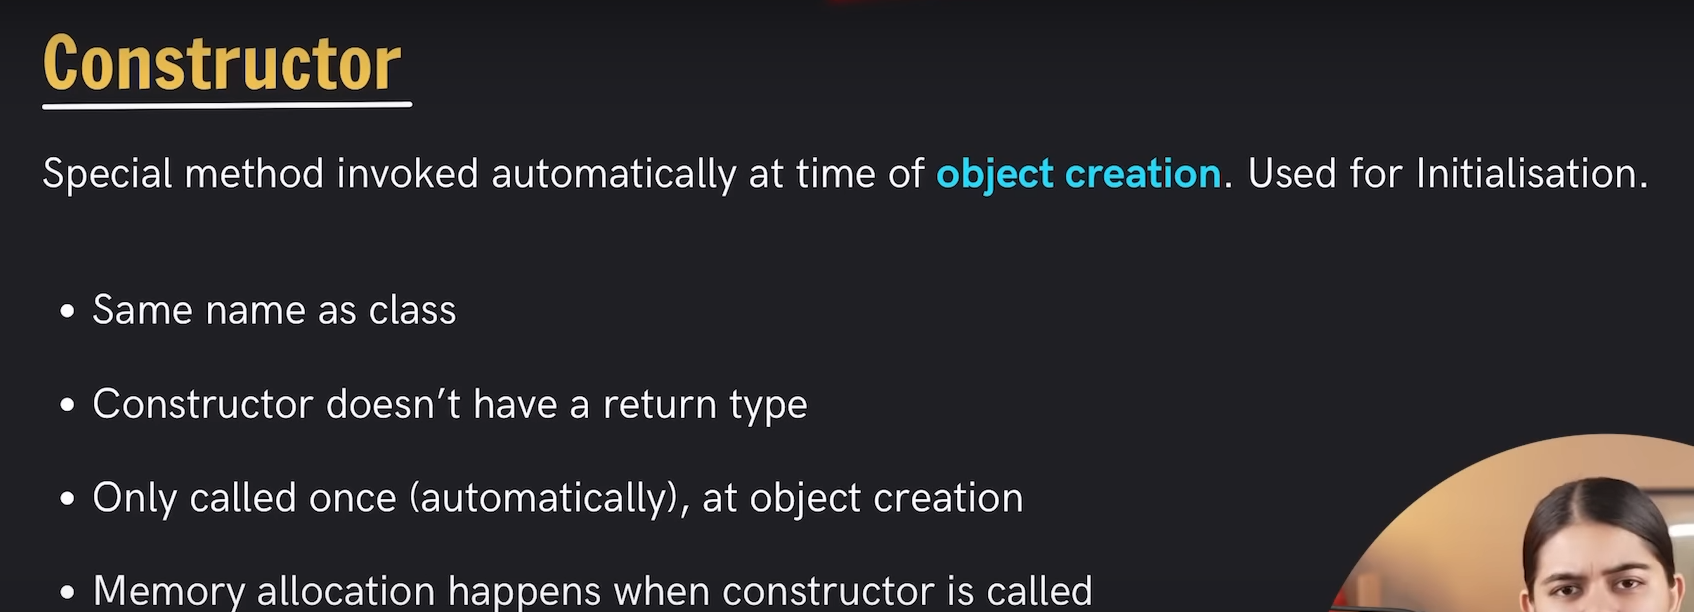 Constructor
Special method invoked automatically at time of object creation. Used for Initialisation.
• Same name as class
• Constructor doesn’t have a return type
• Only called once (automatically), at object creation
• Memory allocation happens when constructor is called